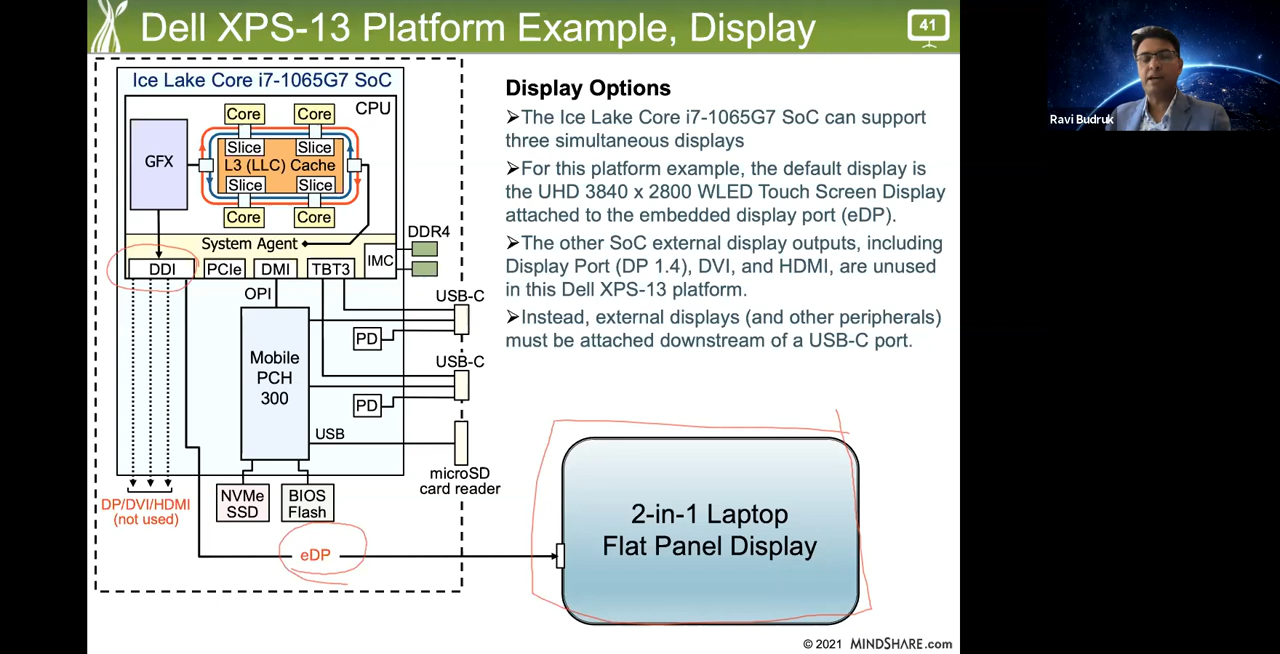 Dell XPS-13 Platform Example, Display
41
Ravi Budruk
Ice Lake Core i7-1065G7 SoC
CPU
Core
Core
GFX
Slice
Slice
L3 (LLC) Cache
Slice
Slice
Core
Core
System Agent
DDR4
IMC
DDI
PCIe
DMI
TBT3
OPI
USB-C
PD
Mobile
PCH
300
USB-C
PD
USB
microSD
card reader
DP/DVI/HDMI
(not used)
NVMe
SSD
BIOS
Flash
eDP
Display Options
➢The Ice Lake Core i7-1065G7 SoC can support
three simultaneous displays
➢For this platform example, the default display is
the UHD 3840 x 2800 WLED Touch Screen Display
attached to the embedded display port (eDP).
➢The other SoC external display outputs, including
Display Port (DP 1.4), DVI, and HDMI, are unused
in this Dell XPS-13 platform.
➢Instead, external displays (and other peripherals)
must be attached downstream of a USB-C port.
2-in-1 Laptop
Flat Panel Display
© 2021 MINDSHARE.com